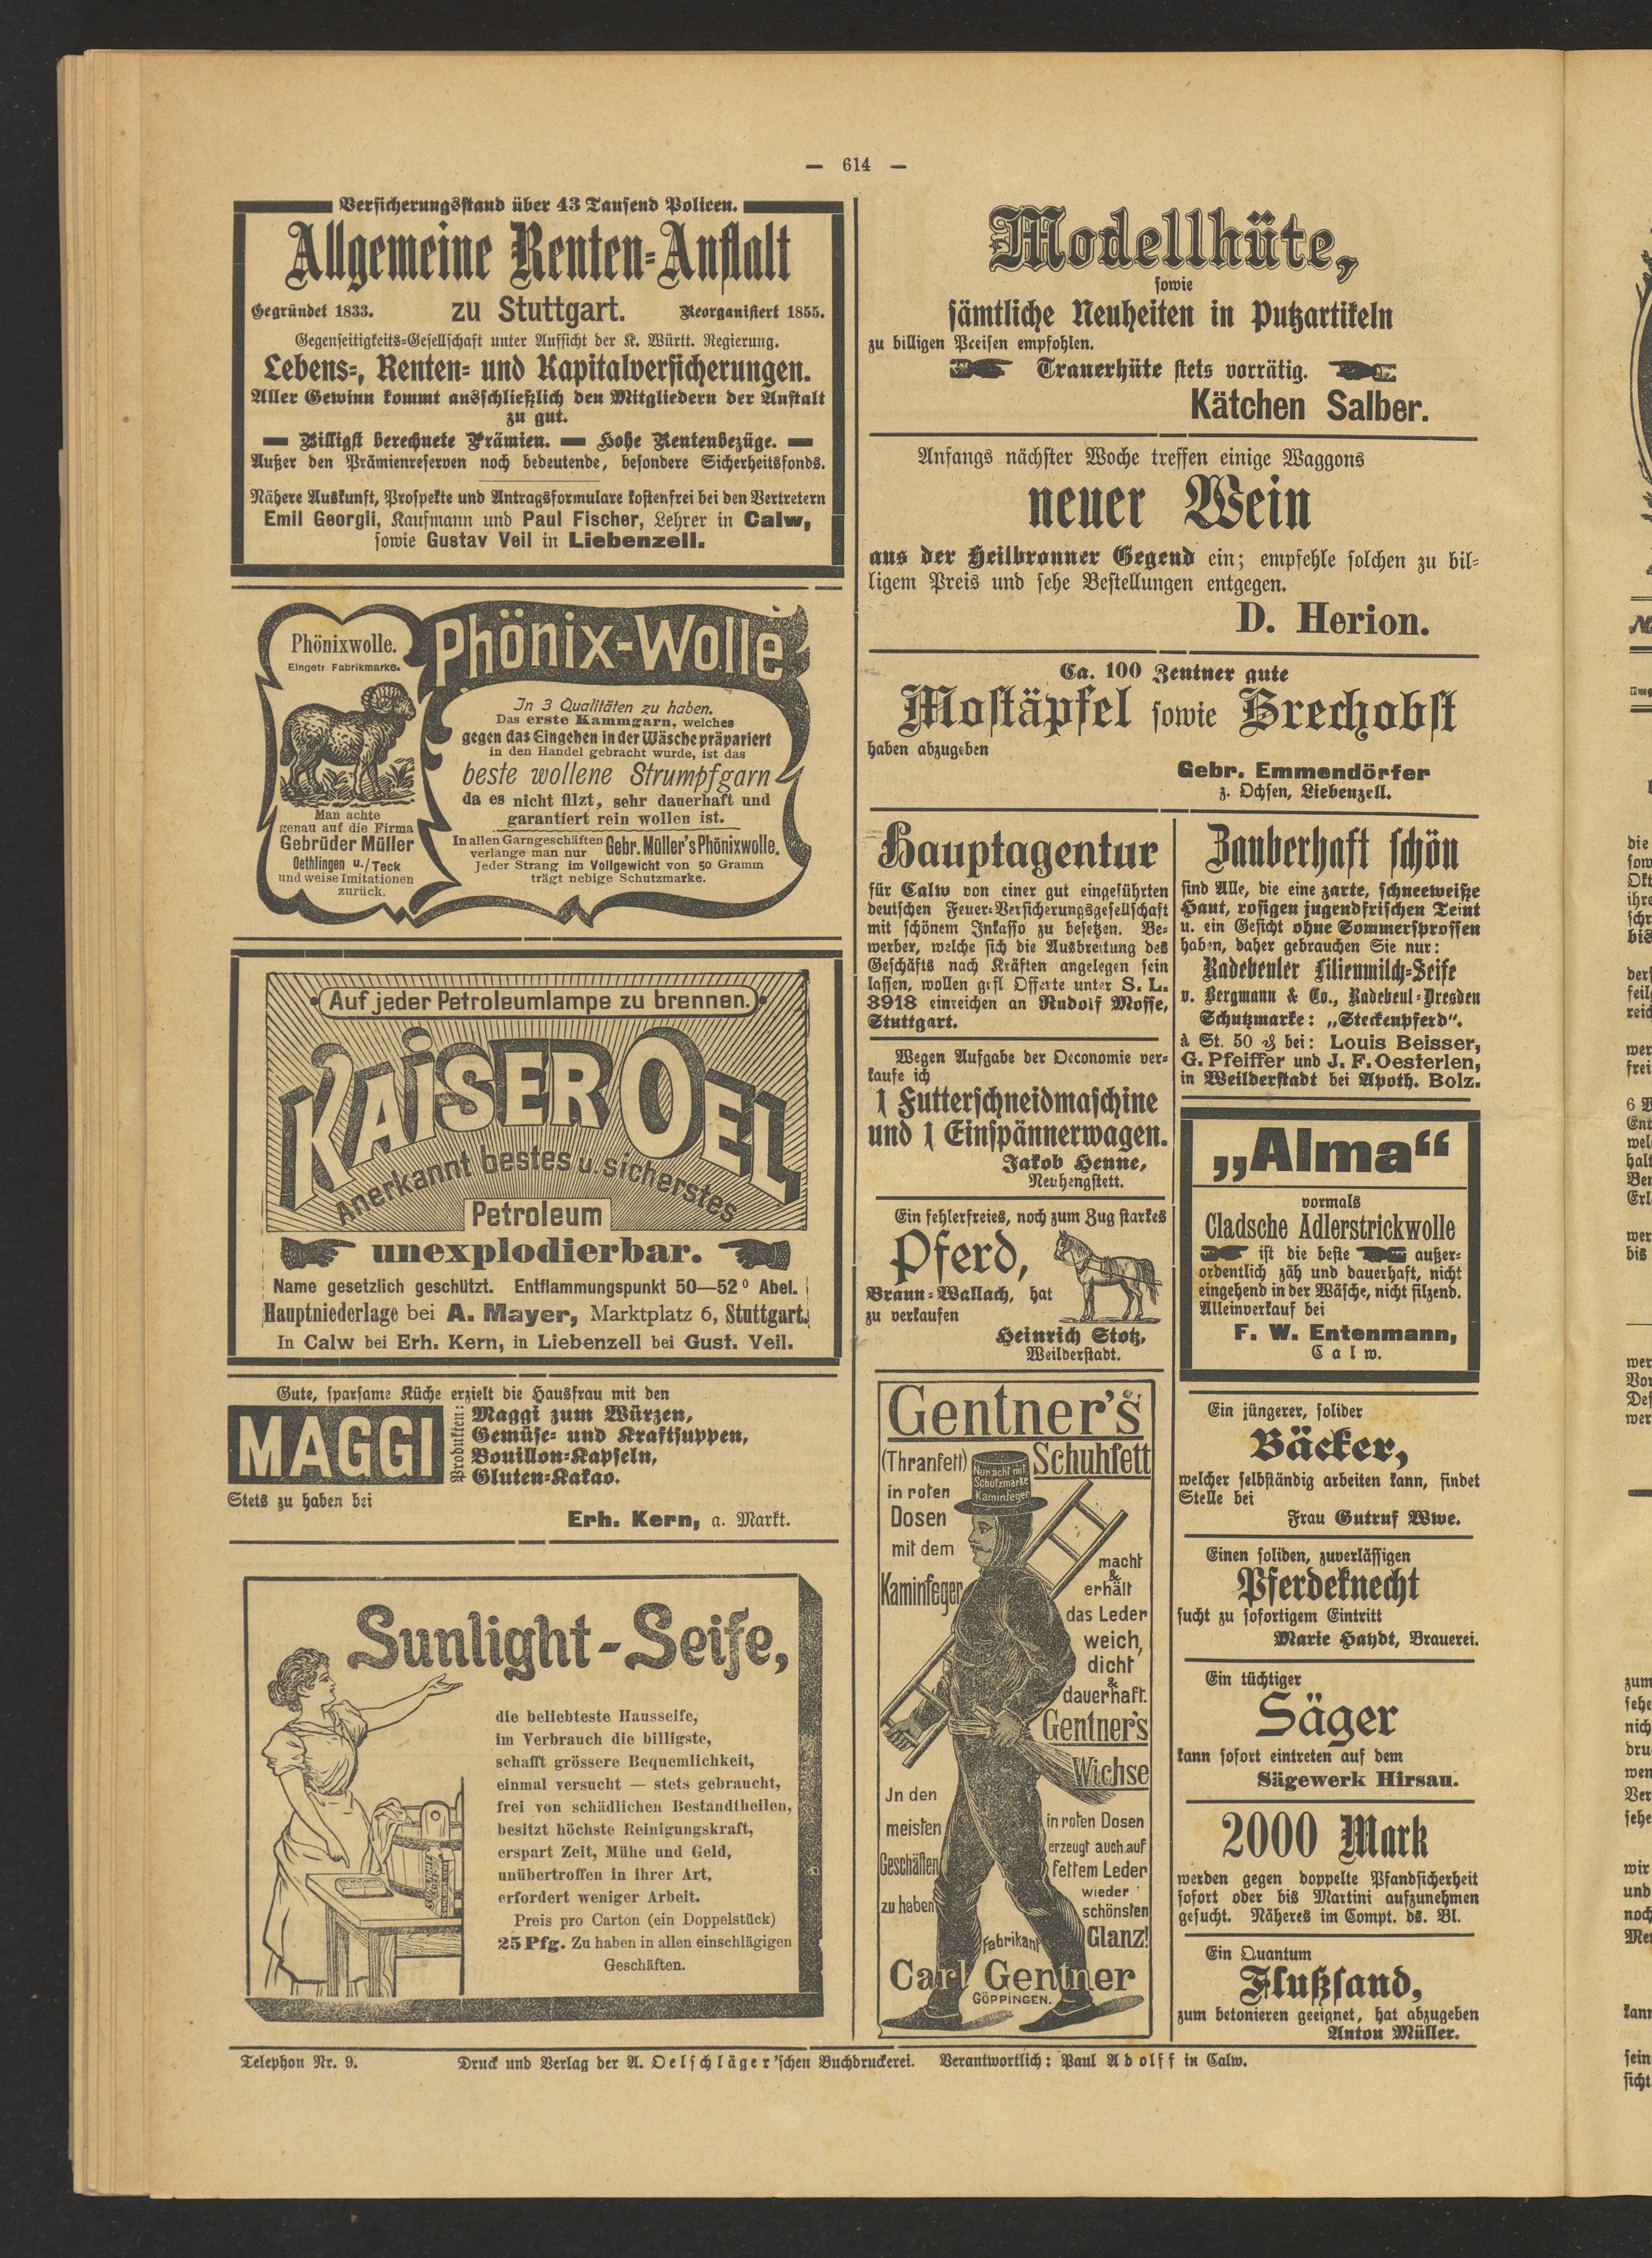 — 614 —
Versicherungsstand über 43 Tausend Policen.
Allgemeine Renten-Anstalt
Gegründet 1833. zu Stuttgart. Reorganisiert 1855.
Gegenseitigkeits-Gesellschaft unter Aufsicht der K. Württ. Regierung.
Lebens-, Renten- und Kapitalversicherungen.
Aller Gewinn kommt ausschließlich den Mitgliedern der Anstalt
zu gut.
— Billigst berechnete Prämien. — Hohe Rentenbezüge. —
Außer den Prämienreserven noch bedeutende, besondere Sicherheitsfonds.
Nähere Auskunft, Prospekte und Antragsformulare kostenfrei bei den Vertretern
Emil Georgii, Kaufmann und Paul Fischer, Lehrer in Calw,
sowie Gustav Veil in Liebenzell.
Phönixwolle.
Eingetr Fabrikmarke.
Man achte
genau auf die Firma
Gebrüder Müller
Oethlingen u./Teck
und weise Imitationen
zurück.
Phönix-Wolle
In 3 Qualitäten zu haben.
Das erste Kammgarn, welches
gegen das Eingehen in der Wäsche präpariert
in den Handel gebracht wurde, ist das
beste wollene Strumpfgarn
da es nicht filzt, sehr dauerhaft und
garantiert rein wollen ist.
In allen Garngeschäften
verlange man nur Gebr. Müller's Phönixwolle.
Jeder Strang im Vollgewicht von 50 Gramm
trägt nebige Schutzmarke.
Auf jeder Petroleumlampe zu brennen.
KAISER OEL
Anerkannt bestes u. sicherstes
Petroleum
unexplodierbar.
Name gesetzlich geschützt. Entflammungspunkt 50—52° Abel.
Hauptniederlage bei A. Mayer, Marktplatz 6, Stuttgart.
In Calw bei Erh. Kern, in Liebenzell bei Gust. Veil.
Gute, sparsame Küche erzielt die Hausfrau mit den
MAGGI
Produkten:
Maggi zum Würzen,
Gemüse- und Kraftsuppen,
Bouillon-Kapseln,
Gluten-Kakao.
Stets zu haben bei
Erh. Kern, a. Markt.
Sunlight-Seife,
die beliebteste Hausseife,
im Verbrauch die billigste,
schafft grössere Bequemlichkeit,
einmal versucht — stets gebraucht,
frei von schädlichen Bestandtheilen,
besitzt höchste Reinigungskraft,
erspart Zeit, Mühe und Geld,
unübertroffen in ihrer Art,
erfordert weniger Arbeit.
Preis pro Carton (ein Doppelstück)
25 Pfg. Zu haben in allen einschlägigen
Geschäften.
Modellhüte,
sowie
sämtliche Neuheiten in Putzartikeln
zu billigen Preisen empfohlen.
Trauerhüte stets vorrätig.
Kätchen Salber.
Anfangs nächster Woche treffen einige Waggons
neuer Wein
aus der Heilbronner Gegend ein; empfehle solchen zu bil-
ligem Preis und sehe Bestellungen entgegen.
D. Herion.
Ca. 100 Zentner gute
Mostäpfel sowie Brechobst
haben abzugeben
Gebr. Emmendörfer
z. Ochsen, Liebenzell.
Hauptagentur
für Calw von einer gut eingeführten
deutschen Feuer-Versicherungsgesellschaft
mit schönem Inkasso zu besetzen. Be-
werber, welche sich die Ausbreitung des
Geschäfts nach Kräften angelegen sein
lassen, wollen gefl Offerte unter S. L.
3918 einreichen an Rudolf Mosse,
Stuttgart.
Wegen Aufgabe der Oeconomie ver-
kaufe ich
1 Futterschneidmaschine
und 1 Einspännerwagen.
Jakob Henne,
Neuhengstett.
Ein fehlerfreies, noch zum Zug starkes
Pferd,
Braun-Wallach, hat
zu verkaufen
Heinrich Stotz,
Weilderstadt.
Gentner's
(Thranfett) Schuhfett
Nur ächt mit
Schutzmarke
Kaminfeger
in roten
Dosen
mit dem
Kaminfeger
macht
&
erhält
das Leder
weich,
dicht
&
dauerhaft.
Gentner's
Wichse
In den
meisten
Geschäften
zu haben
in roten Dosen
erzeugt auch auf
fettem Leder
wieder
schönsten
Glanz!
Fabrikant
Carl Gentner
GÖPPINGEN.
Zauberhaft schön
sind Alle, die eine zarte, schneeweiße
Haut, rosigen jugendfrischen Teint
u. ein Gesicht ohne Sommersprossen
haben, daher gebrauchen Sie nur:
Radebeuler Lilienmilch-Seife
v. Bergmann & Co., Radebeul-Dresden
Schutzmarke: „Steckenpferd“.
à St. 50 ₰ bei: Louis Beisser,
G. Pfeiffer und J. F. Oesterlen,
in Weilderstadt bei Apoth. Bolz.
„Alma“
vormals
Cladsche Adlerstrickwolle
ist die beste außer-
ordentlich zäh und dauerhaft, nicht
eingehend in der Wäsche, nicht filzend.
Alleinverkauf bei
F. W. Entenmann,
Calw.
Ein jüngerer, solider
Bäcker,
welcher selbständig arbeiten kann, findet
Stelle bei
Frau Gutruf Wwe.
Einen soliden, zuverlässigen
Pferdeknecht
sucht zu sofortigem Eintritt
Marie Haydt, Brauerei.
Ein tüchtiger
Säger
kann sofort eintreten auf dem
Sägewerk Hirsau.
2000 Mark
werden gegen doppelte Pfandsicherheit
sofort oder bis Martini aufzunehmen
gesucht. Näheres im Compt. ds. Bl.
Ein Quantum
Flußsand,
zum betonieren geeignet, hat abzugeben
Anton Müller.
Telephon Nr. 9. Druck und Verlag der A. Oelschläger'schen Buchdruckerei. Verantwortlich: Paul Adolff in Calw.